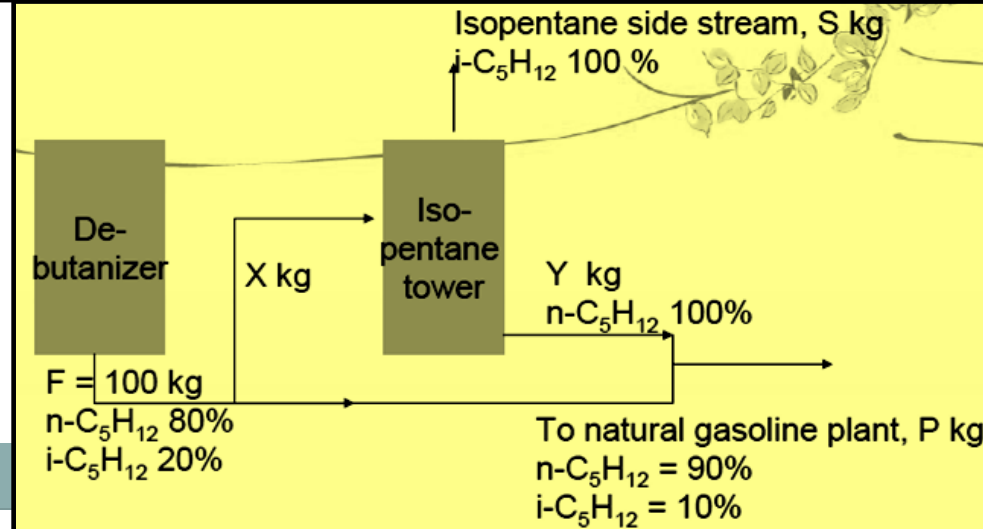 Isopentane side stream, S kg
i-C₅H₁₂ 100 %
De-
butanizer
Iso-
pentane
tower
X kg
Y kg
n-C₅H₁₂ 100%
F = 100 kg
n-C₅H₁₂ 80%
i-C₅H₁₂ 20%
To natural gasoline plant, P kg
n-C₅H₁₂ = 90%
i-C₅H₁₂ = 10%